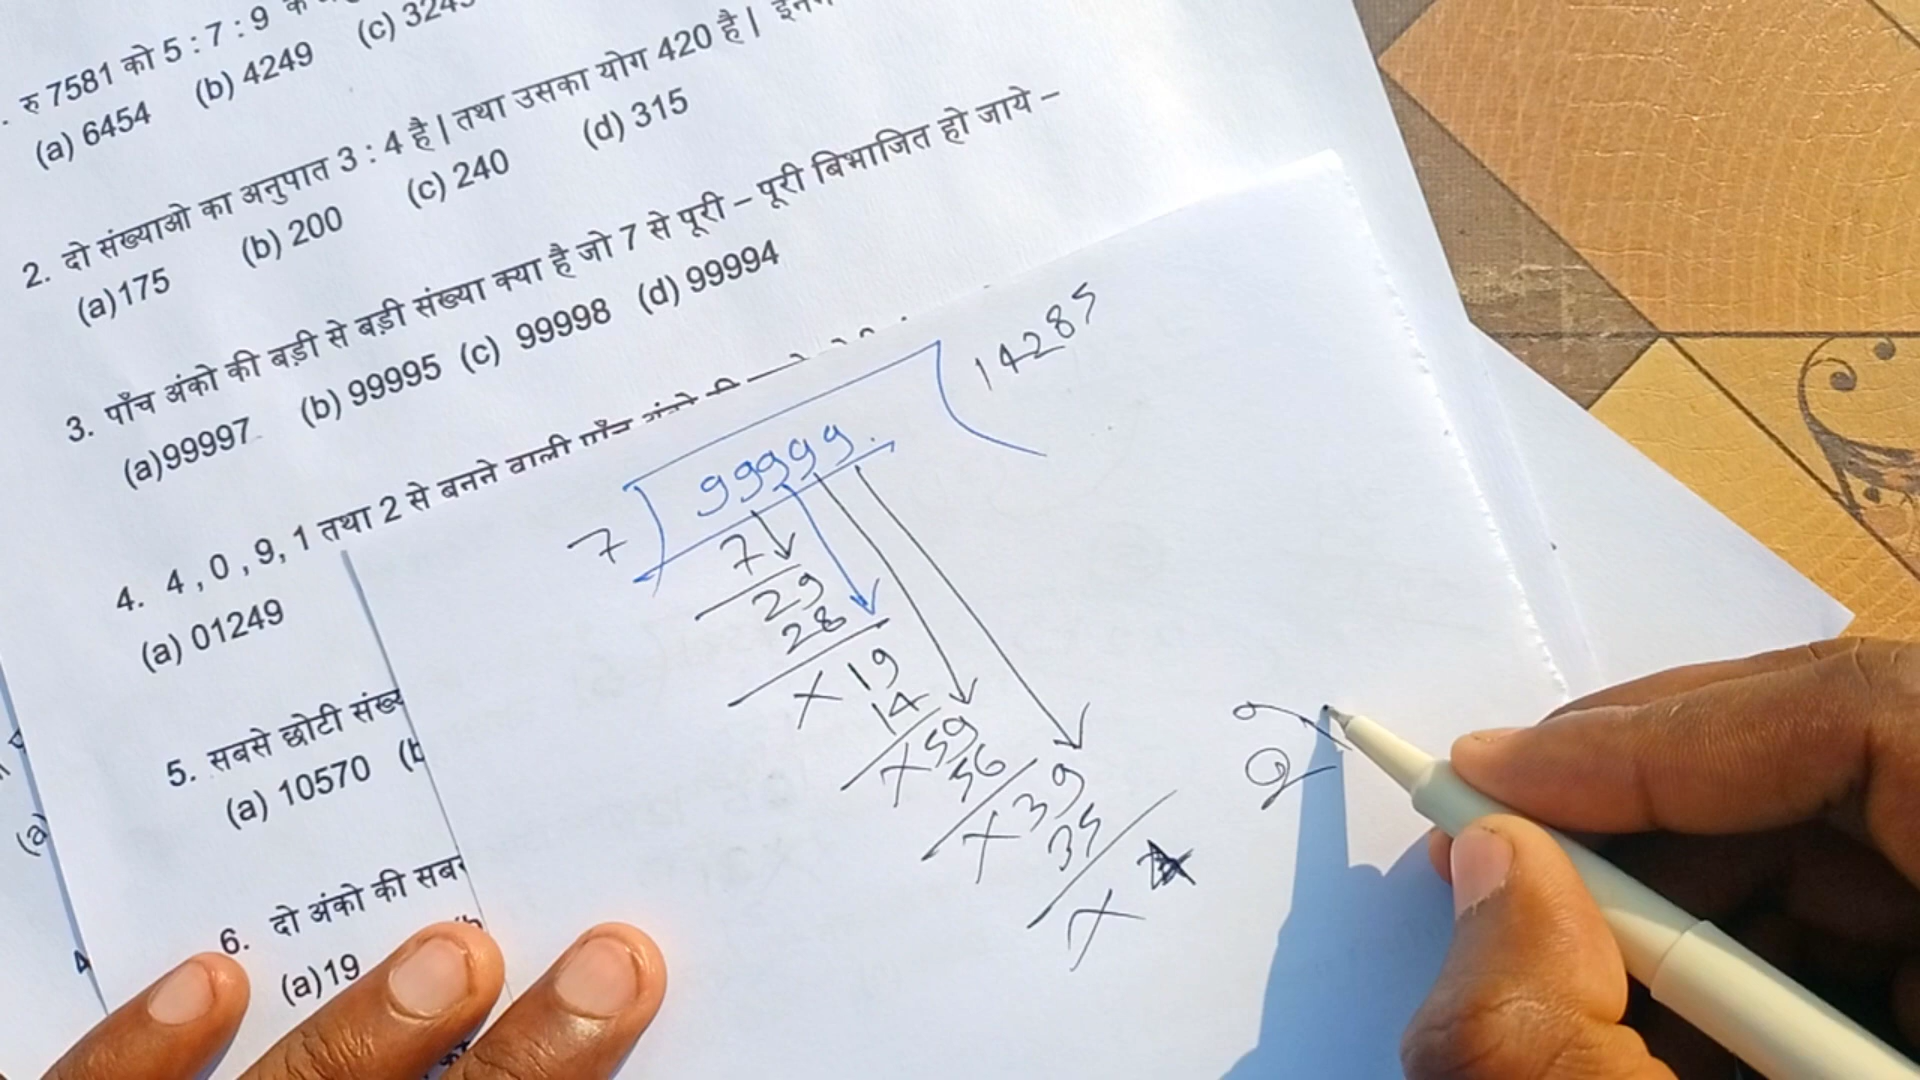 रु 7581 को 5 : 7 : 9
(a) 6454 (b) 4249 (c)
2. दो संख्याओ का अनुपात 3 : 4 है | तथा उसका योग 420 है |
(a)175 (b) 200 (c) 240 (d) 315
3. पाँच अंको की बड़ी से बड़ी संख्या क्या है जो 7 से पूरी – पूरी बिभाजित हो जाये –
(a)99997 (b) 99995 (c) 99998 (d) 99994
4. 4 , 0 , 9, 1 तथा 2 से बनने वाली पाँच
(a) 01249
5. सबसे छोटी
(a) 10570
6. दो अंको की
(a)19
7 99999 14285
7
29
28
x 19
14
x 59
56
x 39
35
x